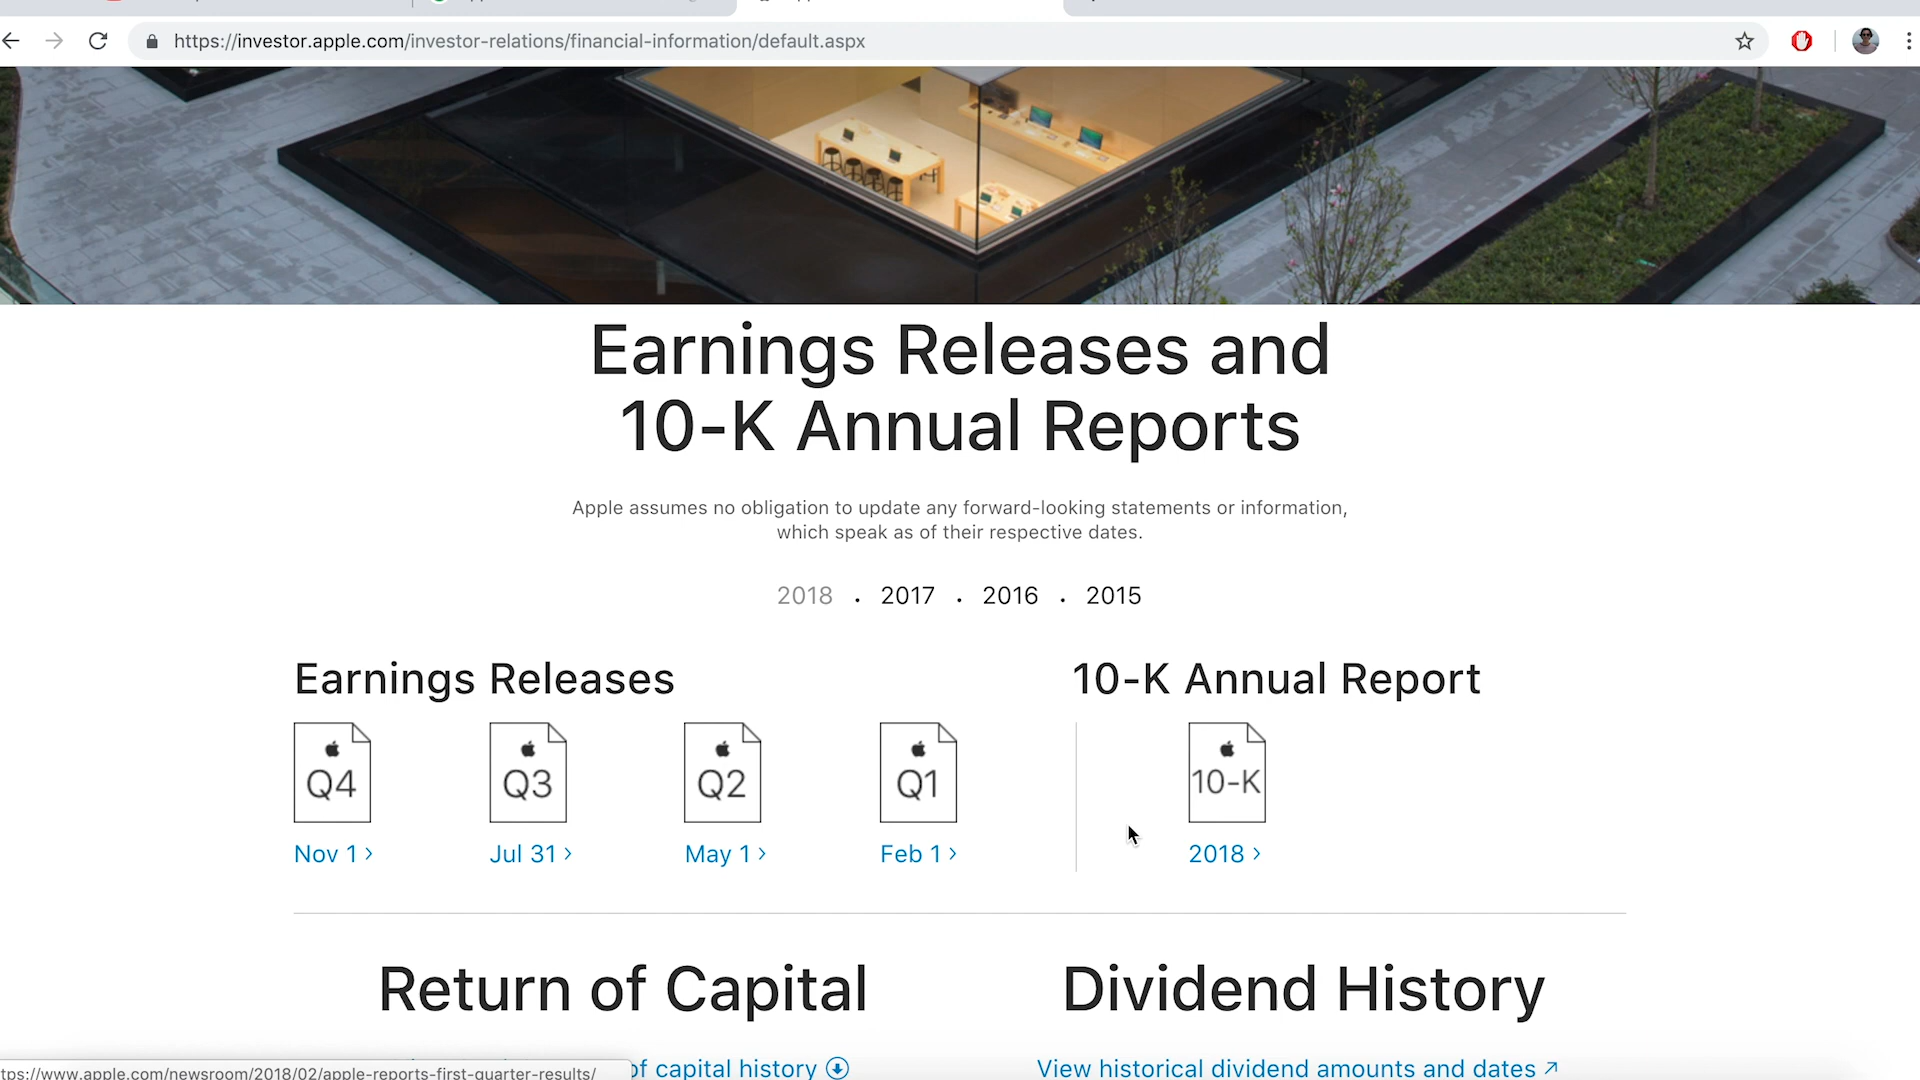 https://investor.apple.com/investor-relations/financial-information/default.aspx
Earnings Releases and
10-K Annual Reports
Apple assumes no obligation to update any forward-looking statements or information,
which speak as of their respective dates.
2018 . 2017 . 2016 . 2015
Earnings Releases
10-K Annual Report
Q4 Q3 Q2 Q1 10-K
Nov 1 > Jul 31 > May 1 > Feb 1 > 2018 >
Return of Capital
Dividend History
of capital history
View historical dividend amounts and dates ↗
tps://www.apple.com/newsroom/2018/02/apple-reports-first-quarter-results/